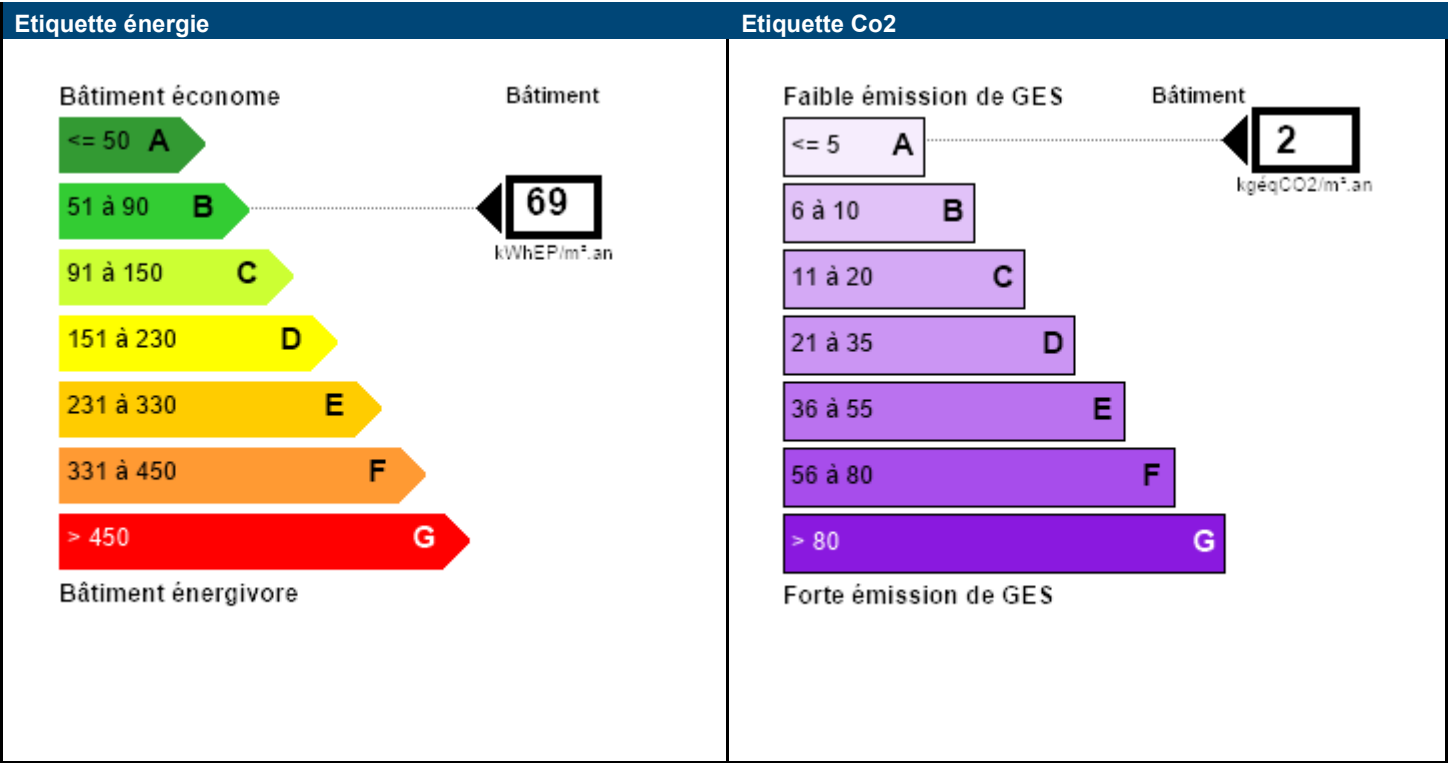 Etiquette énergie
Bâtiment économe
Bâtiment
<= 50 A
51 à 90 B
69
kWhEP/m².an
91 à 150 C
151 à 230 D
231 à 330 E
331 à 450 F
> 450 G
Bâtiment énergivore
Etiquette Co2
Faible émission de GES
Bâtiment
<= 5 A
2
kgéqCO2/m².an
6 à 10 B
11 à 20 C
21 à 35 D
36 à 55 E
56 à 80 F
> 80 G
Forte émission de GES